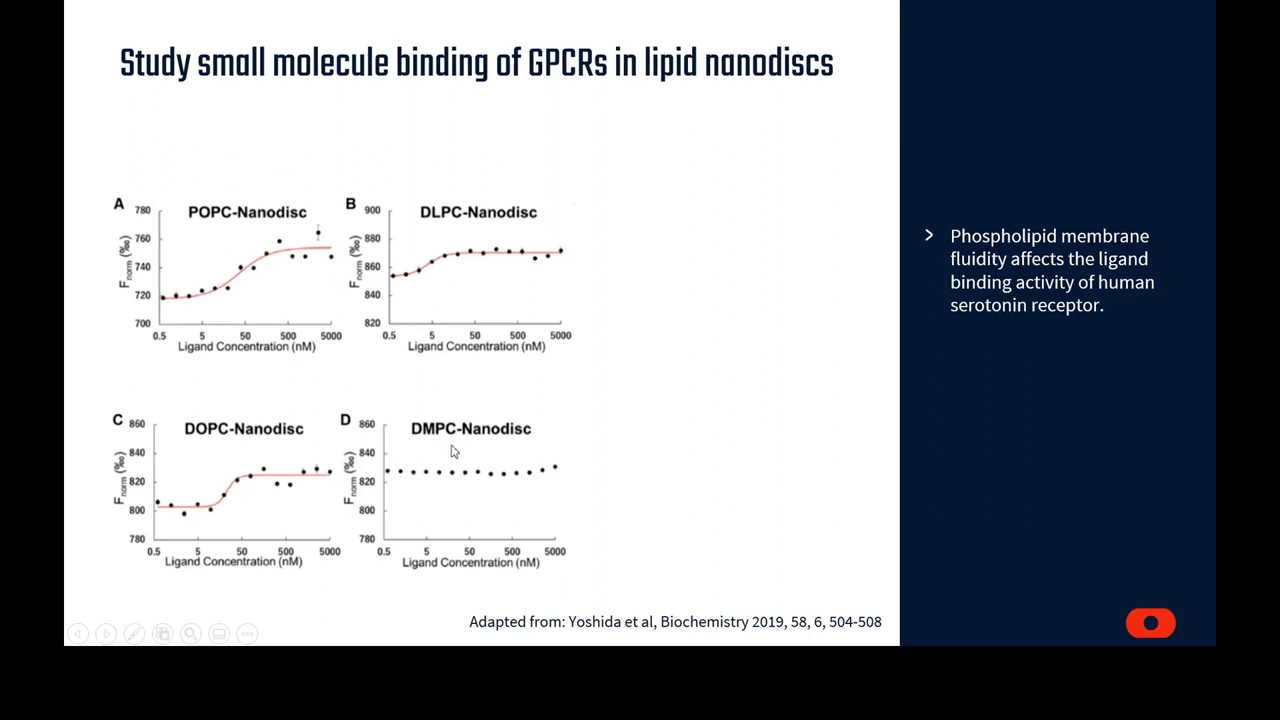 Study small molecule binding of GPCRs in lipid nanodiscs
A
POPC-Nanodisc
780
760
740
720
700
Fnorm (‰)
0.5 5 50 500 5000
Ligand Concentration (nM)
B
DLPC-Nanodisc
900
880
860
840
820
Fnorm (‰)
0.5 5 50 500 5000
Ligand Concentration (nM)
C
DOPC-Nanodisc
860
840
820
800
780
Fnorm (‰)
0.5 5 50 500 5000
Ligand Concentration (nM)
D
DMPC-Nanodisc
860
840
820
800
780
Fnorm (‰)
0.5 5 50 500 5000
Ligand Concentration (nM)
Phospholipid membrane
fluidity affects the ligand
binding activity of human
serotonin receptor.
Adapted from: Yoshida et al, Biochemistry 2019, 58, 6, 504-508